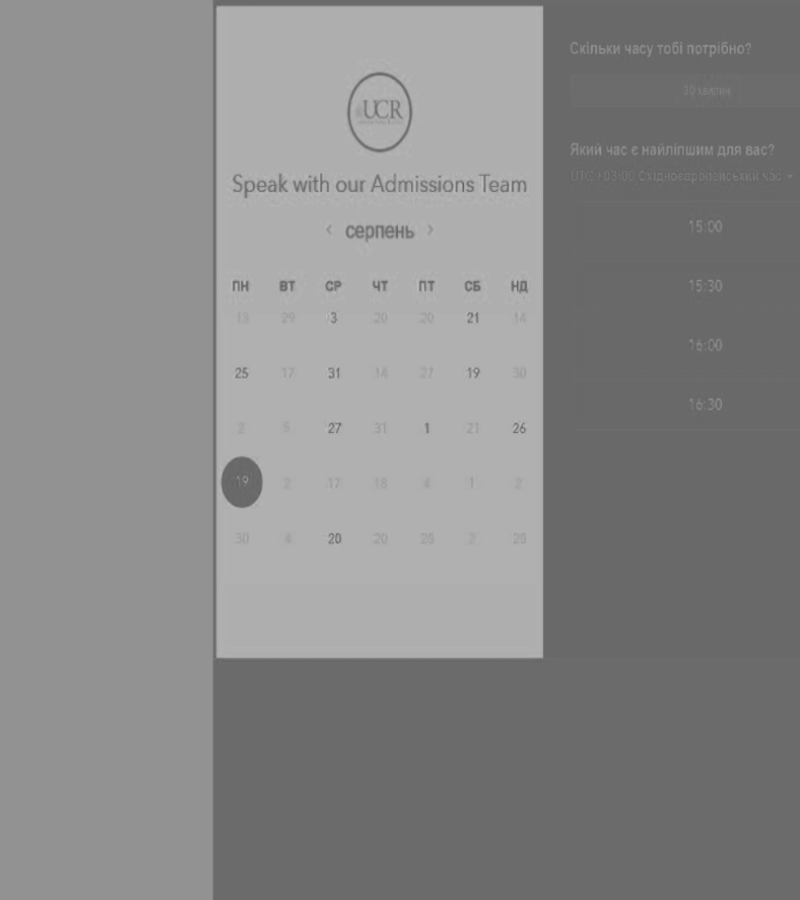 UCR
Speak with our Admissions Team
‹ серпень ›
ПН ВТ СР ЧТ ПТ СБ НД
13 29 3 20 20 21 14
25 17 31 14 27 19 30
2 5 27 31 1 21 26
19 2 17 18 4 1 2
30 4 20 20 25 2 25
Скільки часу тобі потрібно?
30 хвилин
Який час є найліпшим для вас?
UTC +03:00 Східноєвропейський час
15:00
15:30
16:00
16:30